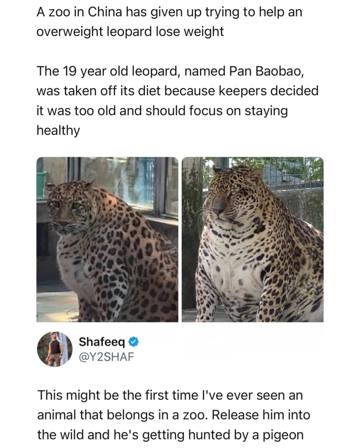 A zoo in China has given up trying to help an
overweight leopard lose weight
The 19 year old leopard, named Pan Baobao,
was taken off its diet because keepers decided
it was too old and should focus on staying
healthy
Shafeeq
@Y2SHAF
This might be the first time I've ever seen an
animal that belongs in a zoo. Release him into
the wild and he's getting hunted by a pigeon